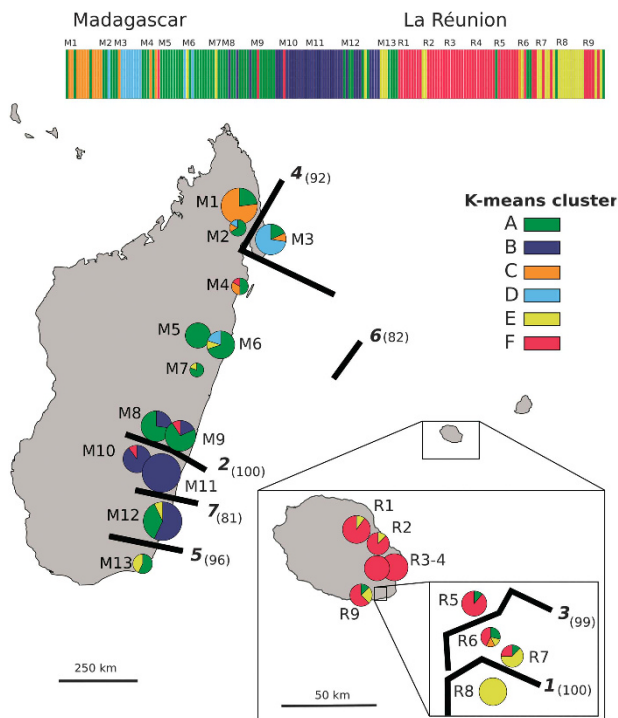 Madagascar La Réunion
M1 M2 M3 M4 M5 M6 M7 M8 M9 M10 M11 M12 M13 R1 R2 R3 R4 R5 R6 R7 R8 R9
4 (92)
M1
M2
M3
K-means cluster
A
B
C
D
E
F
M4
6 (82)
M5
M6
M7
M8
M9
M10
2 (100)
M11
7 (81)
M12
5 (96)
M13
R1
R2
R3-4
R9
R5
3 (99)
R6
R7
R8
1 (100)
250 km
50 km